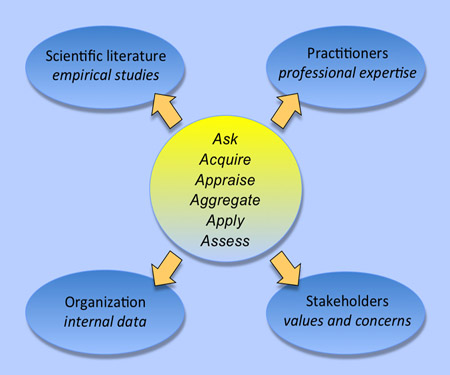 Scientific literature
empirical studies
Practitioners
professional expertise
Ask
Acquire
Appraise
Aggregate
Apply
Assess
Organization
internal data
Stakeholders
values and concerns